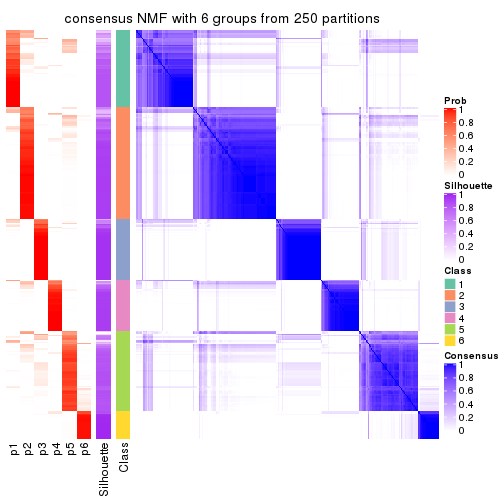 consensus NMF with 6 groups from 250 partitions
Prob
1
0.8
0.6
0.4
0.2
0
Silhouette
1
0.8
0.6
0.4
0.2
0
Class
1
2
3
4
5
6
Consensus
1
0.8
0.6
0.4
0.2
0
p1
p2
p3
p4
p5
p6
Silhouette
Class